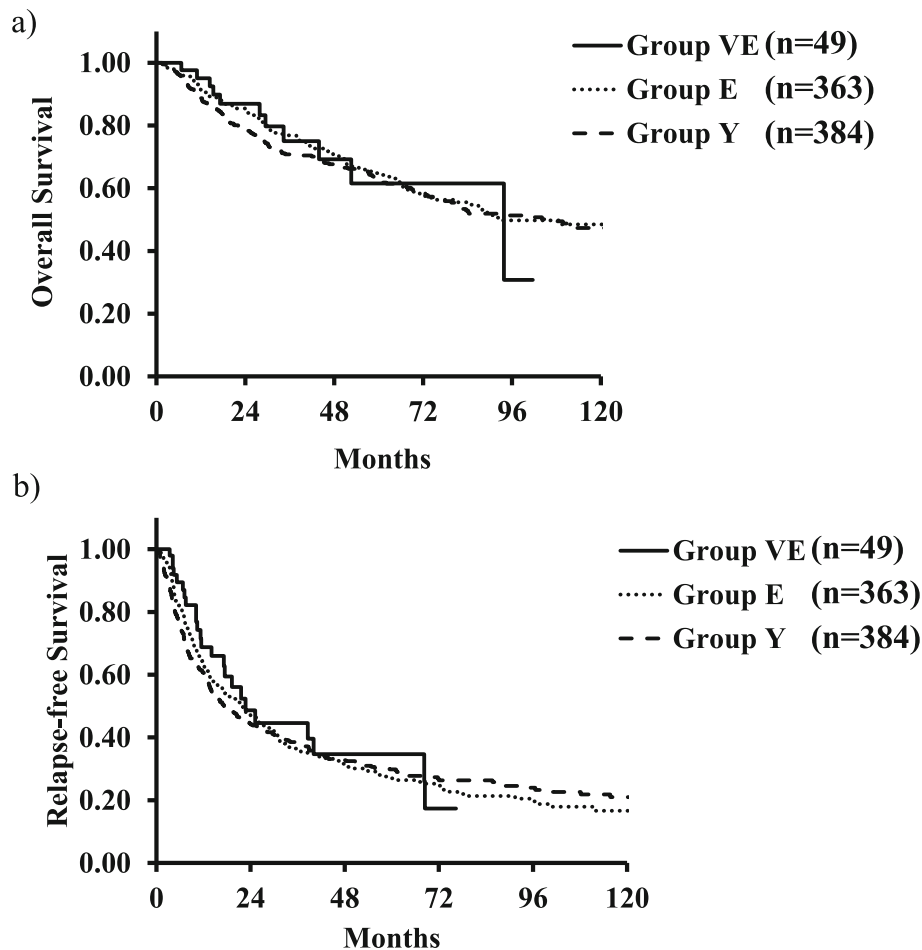 a)
Group VE (n=49)
Group E (n=363)
Group Y (n=384)
Overall Survival
1.00
0.80
0.60
0.40
0.20
0.00
0 24 48 72 96 120
Months
b)
Group VE (n=49)
Group E (n=363)
Group Y (n=384)
Relapse-free Survival
1.00
0.80
0.60
0.40
0.20
0.00
0 24 48 72 96 120
Months